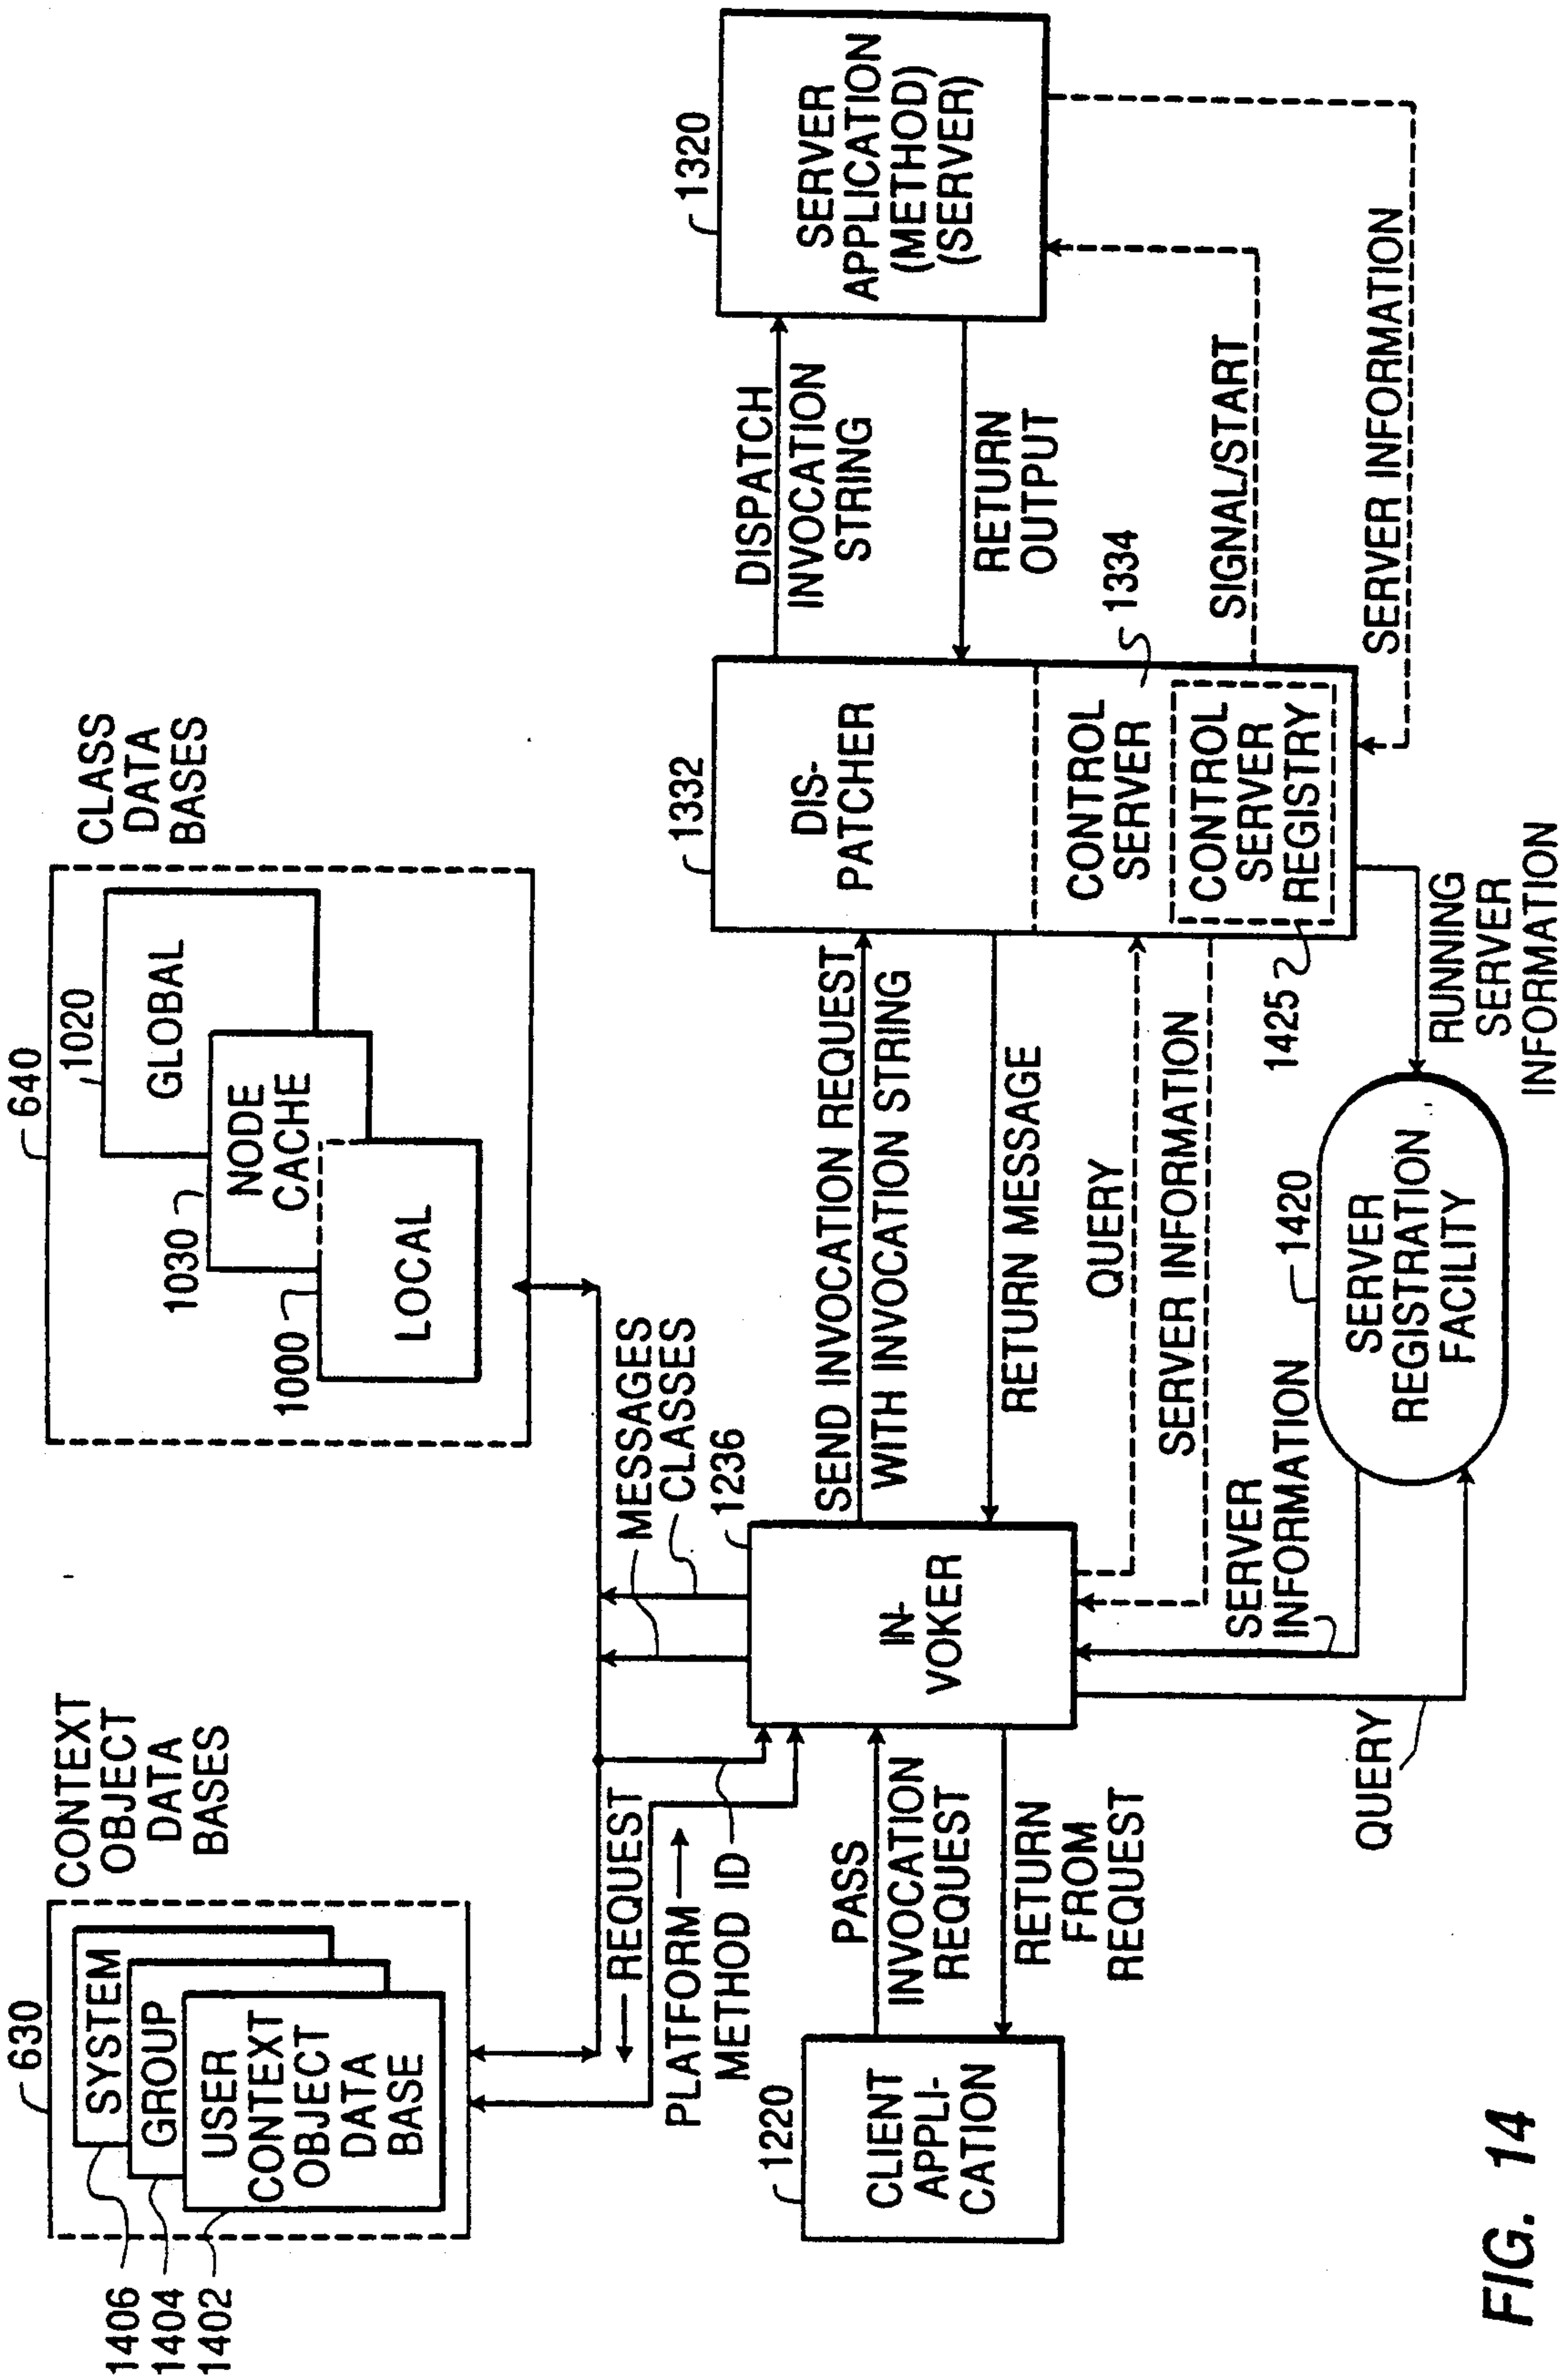 630
1406
1404
1402
SYSTEM
GROUP
USER
CONTEXT
OBJECT
DATA
BASE
CONTEXT
OBJECT
DATA
BASES
640
1020
1030
1000
GLOBAL
NODE
CACHE
LOCAL
CLASS
DATA
BASES
REQUEST
PLATFORM
METHOD ID
MESSAGES
CLASSES
1220
CLIENT
APPLI-
CATION
PASS
INVOCATION
REQUEST
RETURN
FROM
REQUEST
1236
IN-
VOKER
SEND INVOCATION REQUEST
WITH INVOCATION STRING
RETURN MESSAGE
QUERY
SERVER INFORMATION
SERVER
INFORMATION
QUERY
1420
SERVER
REGISTRATION
FACILITY
1332
DIS-
PATCHER
CONTROL
SERVER
1334
CONTROL
SERVER
REGISTRY
1425
RUNNING
SERVER
INFORMATION
DISPATCH
INVOCATION
STRING
RETURN
OUTPUT
SIGNAL/START
SERVER INFORMATION
1320
SERVER
APPLICATION
(METHOD)
(SERVER)
FIG. 14